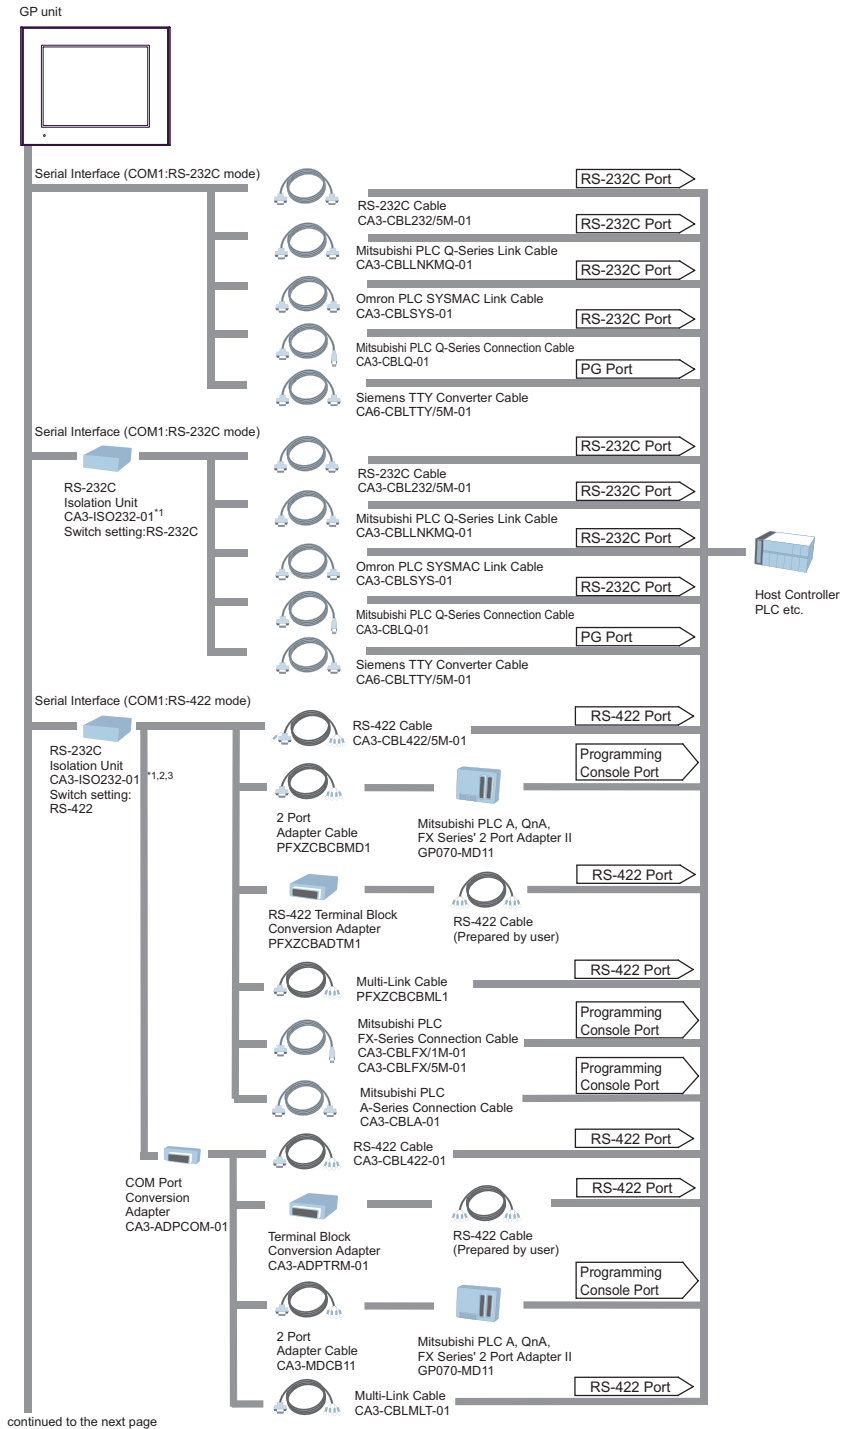 GP unit
Serial Interface (COM1:RS-232C mode)
RS-232C Port
RS-232C Cable
CA3-CBL232/5M-01
RS-232C Port
Mitsubishi PLC Q-Series Link Cable
CA3-CBLLNKMQ-01
RS-232C Port
Omron PLC SYSMAC Link Cable
CA3-CBLSYS-01
RS-232C Port
Mitsubishi PLC Q-Series Connection Cable
CA3-CBLQ-01
PG Port
Siemens TTY Converter Cable
CA6-CBLTTY/5M-01
Serial Interface (COM1:RS-232C mode)
RS-232C
Isolation Unit
CA3-ISO232-01*1
Switch setting:RS-232C
RS-232C Port
RS-232C Cable
CA3-CBL232/5M-01
RS-232C Port
Mitsubishi PLC Q-Series Link Cable
CA3-CBLLNKMQ-01
RS-232C Port
Omron PLC SYSMAC Link Cable
CA3-CBLSYS-01
RS-232C Port
Mitsubishi PLC Q-Series Connection Cable
CA3-CBLQ-01
PG Port
Siemens TTY Converter Cable
CA6-CBLTTY/5M-01
Host Controller
PLC etc.
Serial Interface (COM1:RS-422 mode)
RS-232C
Isolation Unit
CA3-ISO232-01*1,2,3
Switch setting:
RS-422
RS-422 Port
RS-422 Cable
CA3-CBL422/5M-01
Programming
Console Port
2 Port
Adapter Cable
PFXZCBCBMD1
Mitsubishi PLC A, QnA,
FX Series' 2 Port Adapter II
GP070-MD11
RS-422 Port
RS-422 Terminal Block
Conversion Adapter
PFXZCBADTM1
RS-422 Cable
(Prepared by user)
RS-422 Port
Multi-Link Cable
PFXZCBCBML1
Programming
Console Port
Mitsubishi PLC
FX-Series Connection Cable
CA3-CBLFX/1M-01
CA3-CBLFX/5M-01
Programming
Console Port
Mitsubishi PLC
A-Series Connection Cable
CA3-CBLA-01
COM Port
Conversion
Adapter
CA3-ADPCOM-01
RS-422 Port
RS-422 Cable
CA3-CBL422-01
RS-422 Port
Terminal Block
Conversion Adapter
CA3-ADPTRM-01
RS-422 Cable
(Prepared by user)
Programming
Console Port
2 Port
Adapter Cable
CA3-MDCB11
Mitsubishi PLC A, QnA,
FX Series' 2 Port Adapter II
GP070-MD11
RS-422 Port
Multi-Link Cable
CA3-CBLMLT-01
continued to the next page